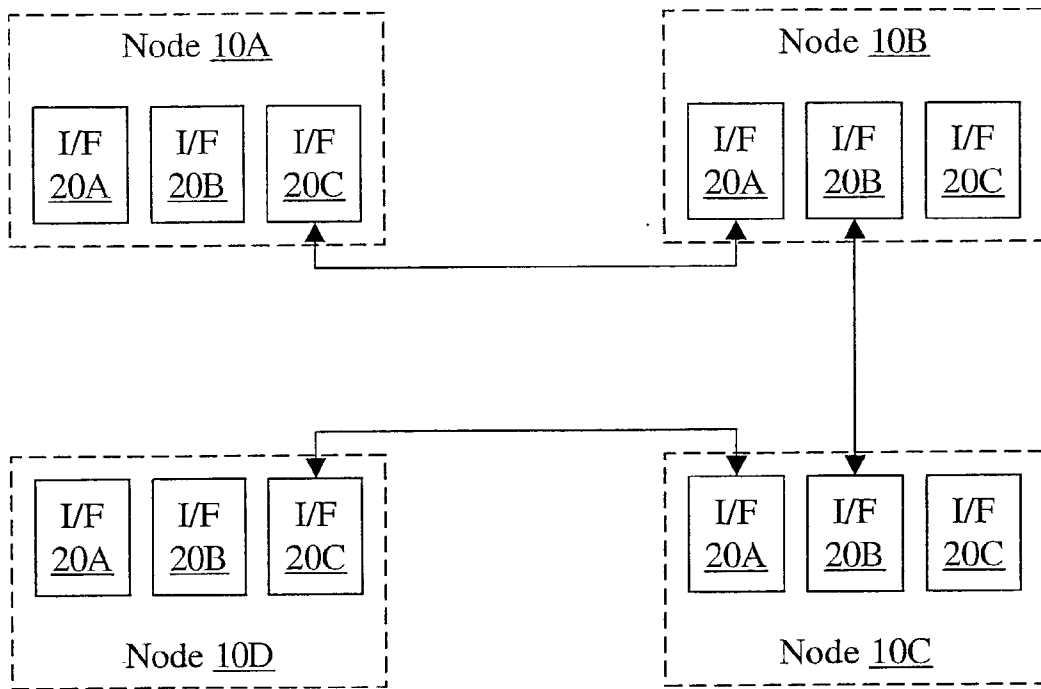 Node 10A
I/F
20A
I/F
20B
I/F
20C
Node 10B
I/F
20A
I/F
20B
I/F
20C
I/F
20A
I/F
20B
I/F
20C
Node 10D
I/F
20A
I/F
20B
I/F
20C
Node 10C